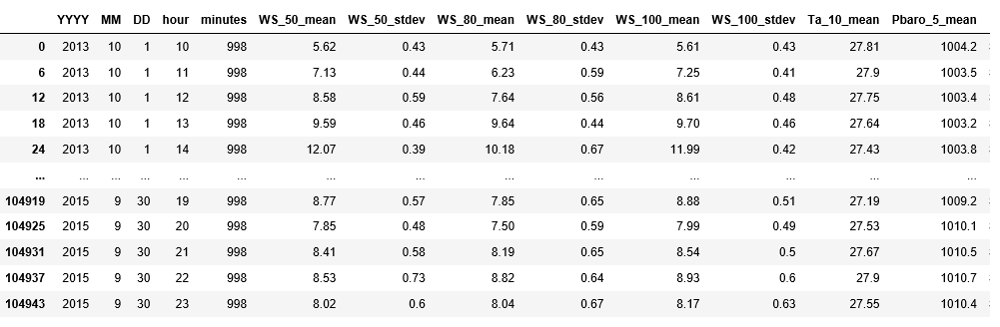 YYYY MM DD hour minutes WS_50_mean WS_50_stdev WS_80_mean WS_80_stdev WS_100_mean WS_100_stdev Ta_10_mean Pbaro_5_mean
0 2013 10 1 10 998 5.62 0.43 5.71 0.43 5.61 0.43 27.81 1004.2
6 2013 10 1 11 998 7.13 0.44 6.23 0.59 7.25 0.41 27.9 1003.5
12 2013 10 1 12 998 8.58 0.59 7.64 0.56 8.61 0.48 27.75 1003.4
18 2013 10 1 13 998 9.59 0.46 9.64 0.44 9.70 0.46 27.64 1003.2
24 2013 10 1 14 998 12.07 0.39 10.18 0.67 11.99 0.42 27.43 1003.8
... ... ... ... ... ... ... ... ... ... ... ... ... ...
104919 2015 9 30 19 998 8.77 0.57 7.85 0.65 8.88 0.51 27.19 1009.2
104925 2015 9 30 20 998 7.85 0.48 7.50 0.59 7.99 0.49 27.53 1010.1
104931 2015 9 30 21 998 8.41 0.58 8.19 0.65 8.54 0.5 27.67 1010.5
104937 2015 9 30 22 998 8.53 0.73 8.82 0.64 8.93 0.6 27.9 1010.7
104943 2015 9 30 23 998 8.02 0.6 8.04 0.67 8.17 0.63 27.55 1010.4